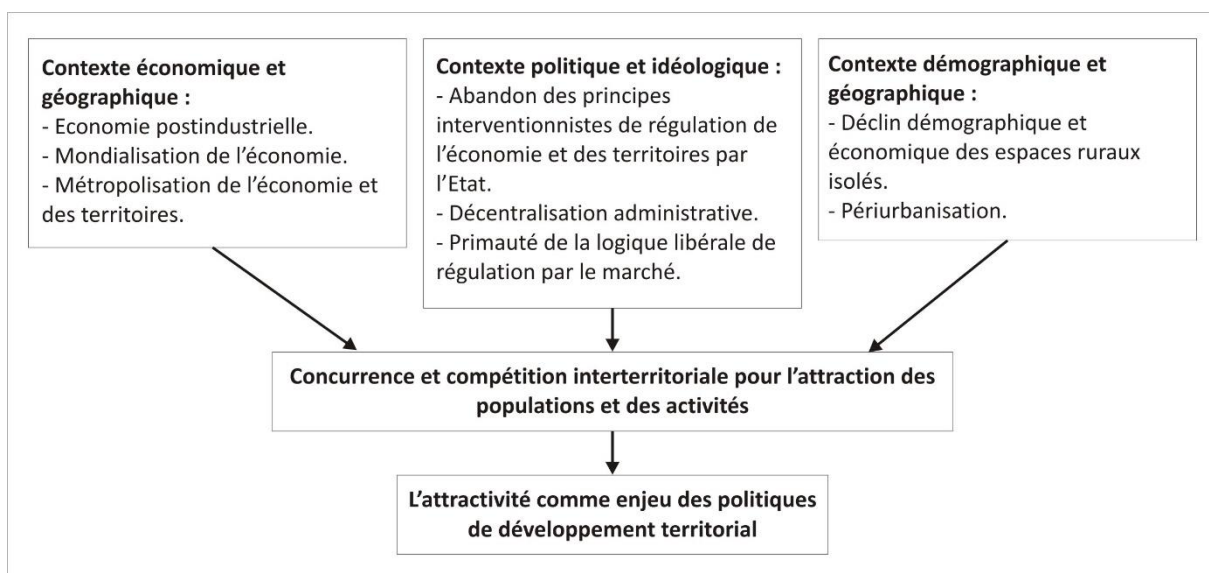 Contexte économique et
géographique :
- Economie postindustrielle.
- Mondialisation de l'économie.
- Métropolisation de l'économie et
des territoires.
Contexte politique et idéologique :
- Abandon des principes
interventionnistes de régulation de
l'économie et des territoires par
l'Etat.
- Décentralisation administrative.
- Primauté de la logique libérale de
régulation par le marché.
Contexte démographique et
géographique :
- Déclin démographique et
économique des espaces ruraux
isolés.
- Périurbanisation.
Concurrence et compétition interterritoriale pour l'attraction des
populations et des activités
L'attractivité comme enjeu des politiques
de développement territorial